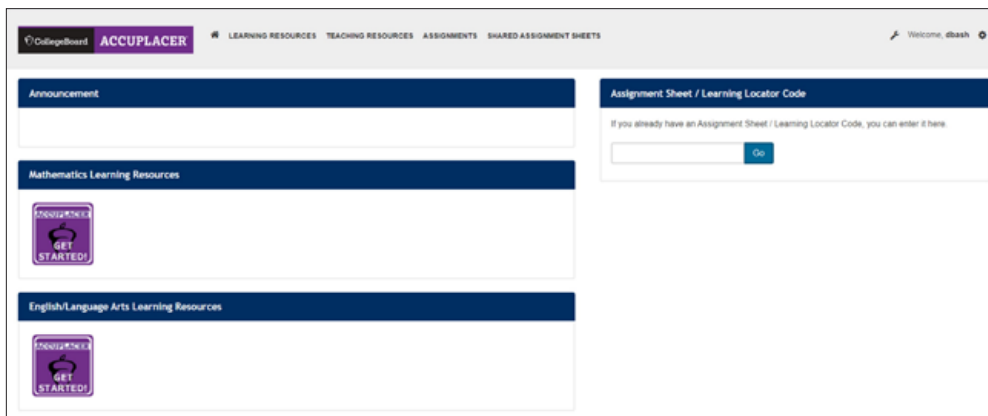 CollegeBoard ACCUPLACER
LEARNING RESOURCES TEACHING RESOURCES ASSIGNMENTS SHARED ASSIGNMENT SHEETS
Welcome, dbash
Announcement
Mathematics Learning Resources
ACCUPLACER
GET
STARTED!
English/Language Arts Learning Resources
ACCUPLACER
GET
STARTED!
Assignment Sheet / Learning Locator Code
If you already have an Assignment Sheet / Learning Locator Code, you can enter it here.
Go